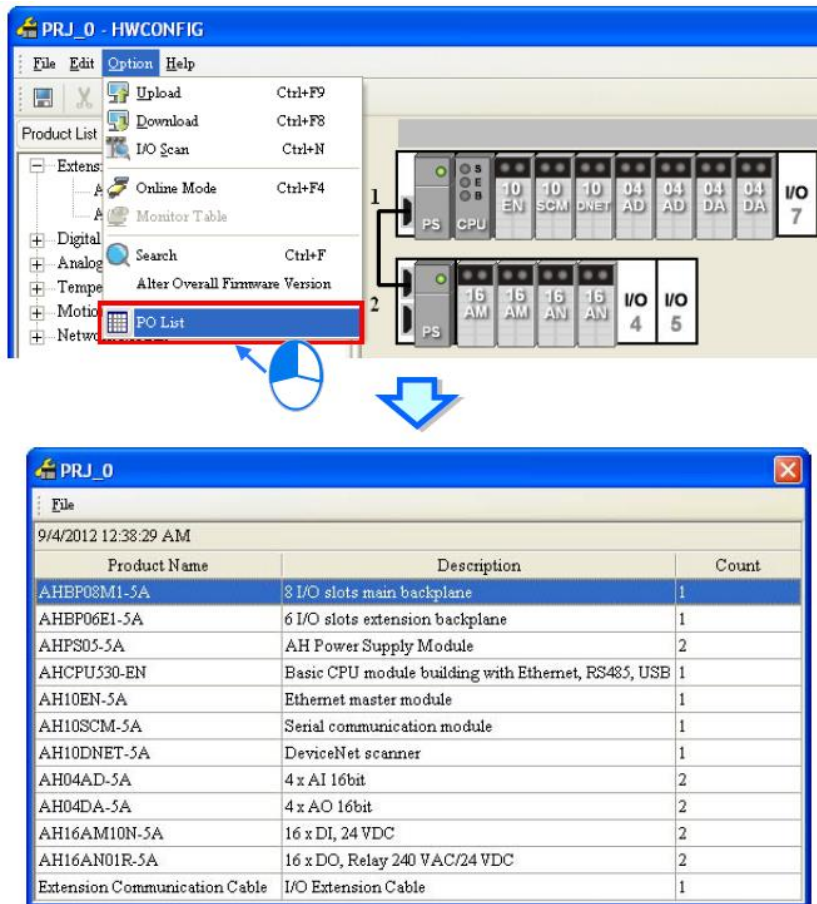 PRJ_0 - HWCONFIG
File Edit Option Help
Product List
Upload Ctrl+F9
Download Ctrl+F8
I/O Scan Ctrl+N
Online Mode Ctrl+F4
Monitor Table
Search Ctrl+F
Alter Overall Firmware Version
PO List
Extens
A
A
Digital
Analog
Tempe
Motio
Netwo
1
PS
S
E
B
CPU
10 EN
10 SCM
10 DNET
04 AD
04 AD
04 DA
04 DA
I/O 7
2
PS
16 AM
16 AM
16 AN
16 AN
I/O 4
I/O 5
PRJ_0
File
9/4/2012 12:38:29 AM
Product Name Description Count
AHBP08M1-5A 8 I/O slots main backplane 1
AHBP06E1-5A 6 I/O slots extension backplane 1
AHPS05-5A AH Power Supply Module 2
AHCPU530-EN Basic CPU module building with Ethernet, RS485, USB 1
AH10EN-5A Ethernet master module 1
AH10SCM-5A Serial communication module 1
AH10DNET-5A DeviceNet scanner 1
AH04AD-5A 4 x AI 16bit 2
AH04DA-5A 4 x AO 16bit 2
AH16AM10N-5A 16 x DI, 24 VDC 2
AH16AN01R-5A 16 x DO, Relay 240 VAC/24 VDC 2
Extension Communication Cable I/O Extension Cable 1